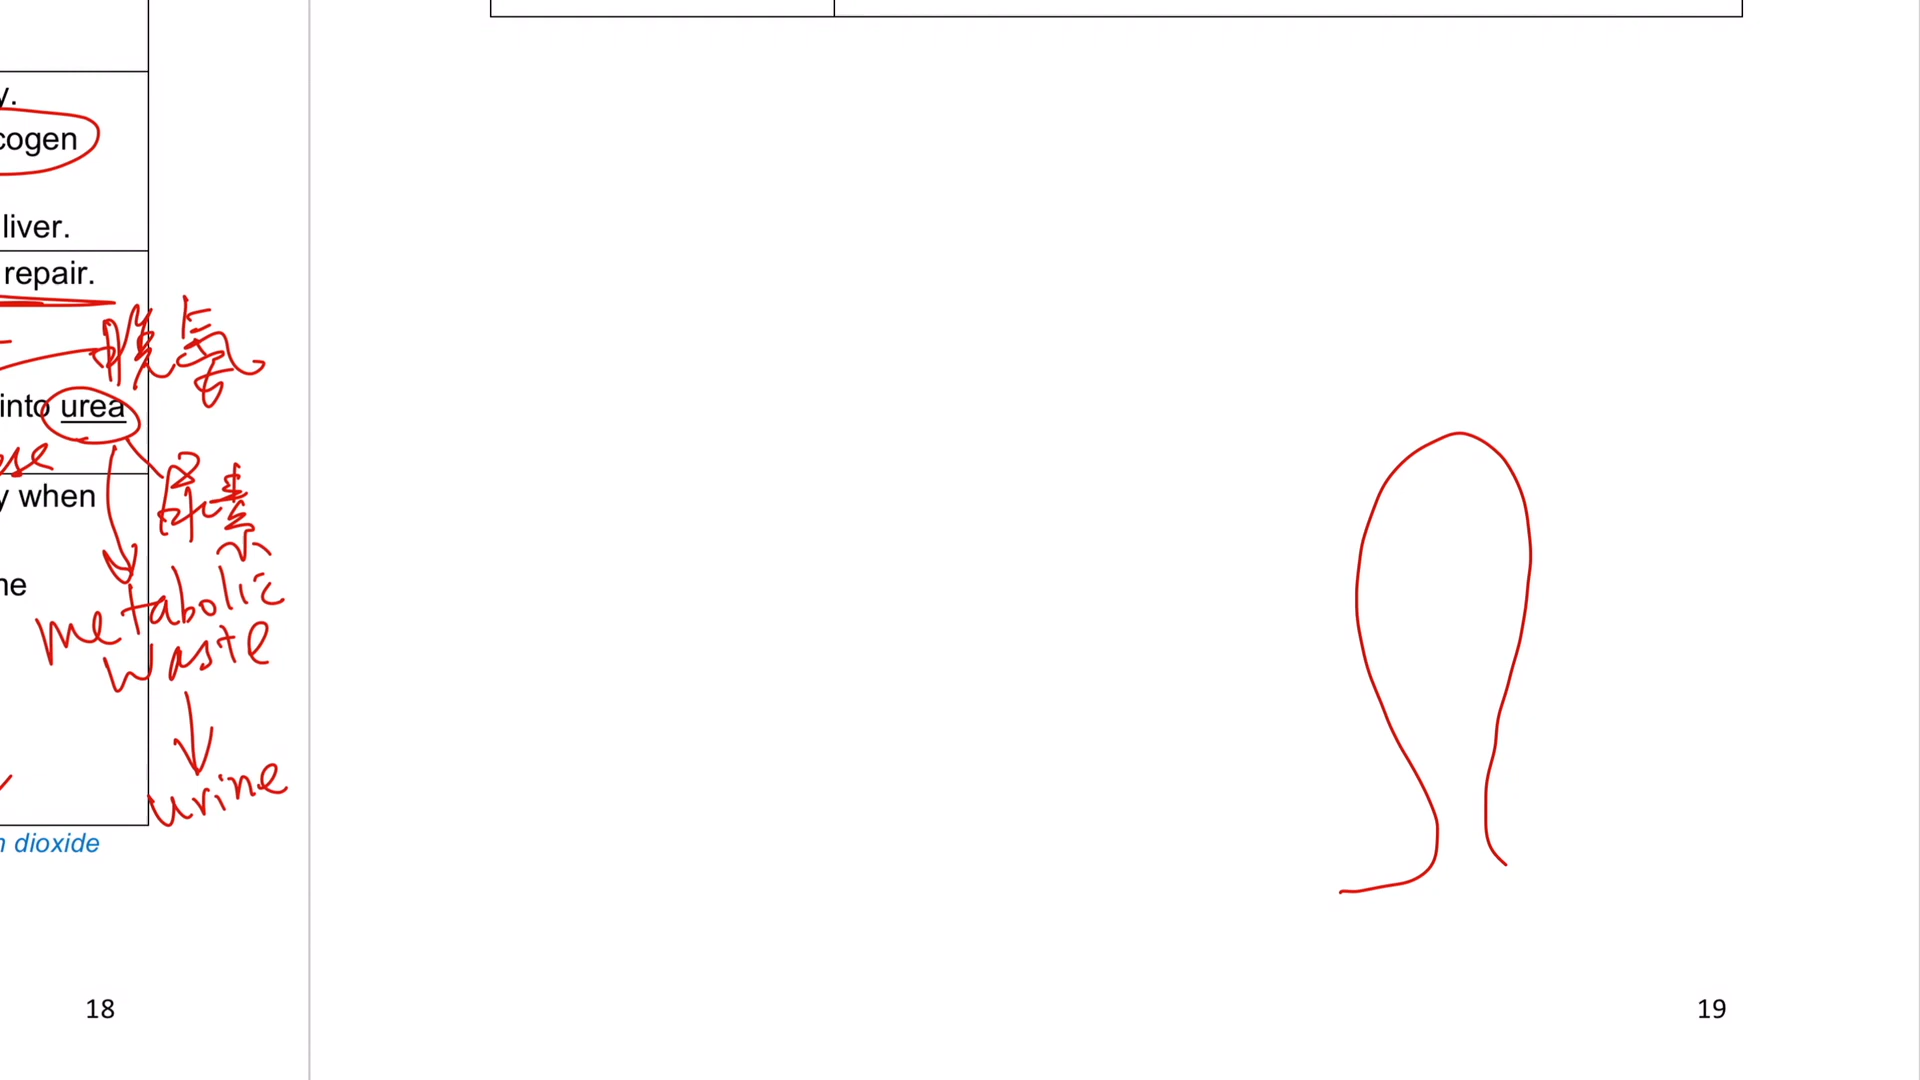 y.
cogen
liver.
repair.
脱氨
into urea
尿素
y when
ne
metabolic
waste
urine
n dioxide
18
19